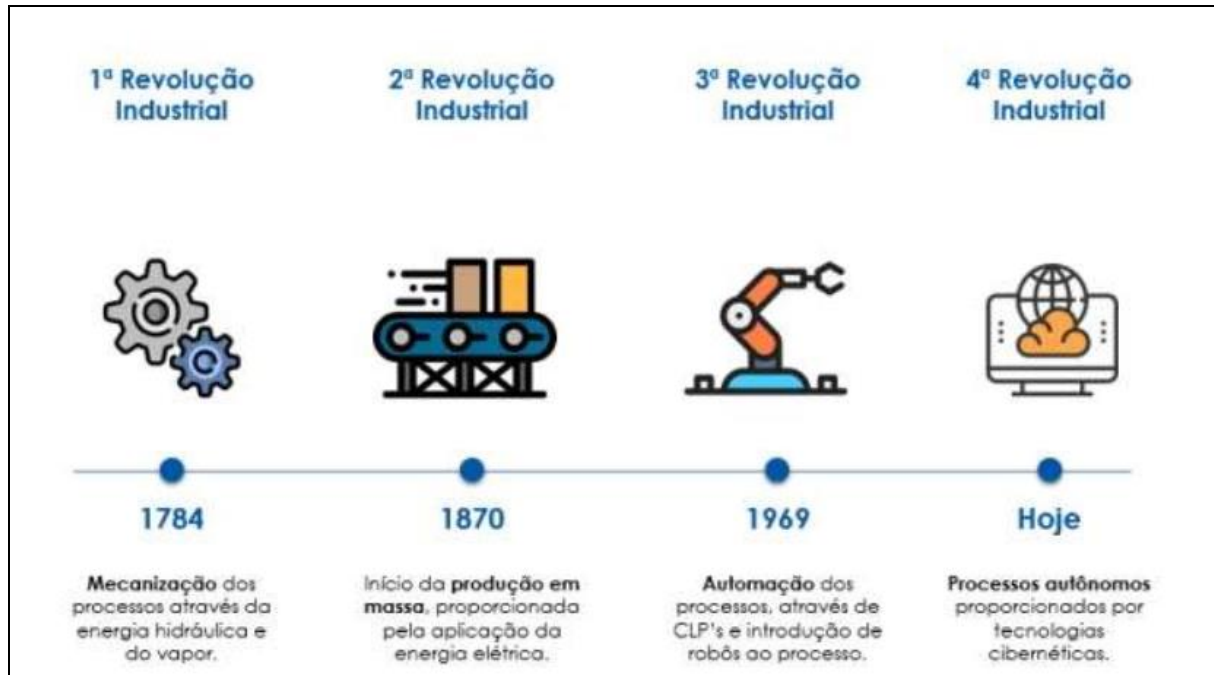 1ª Revolução
Industrial
2ª Revolução
Industrial
3ª Revolução
Industrial
4ª Revolução
Industrial
1784
1870
1969
Hoje
Mecanização dos
processos através da
energia hidráulica e
do vapor.
Início da produção em
massa, proporcionada
pela aplicação da
energia elétrica.
Automação dos
processos, através de
CLP's e introdução de
robôs ao processo.
Processos autônomos
proporcionados por
tecnologias
cibernéticas.